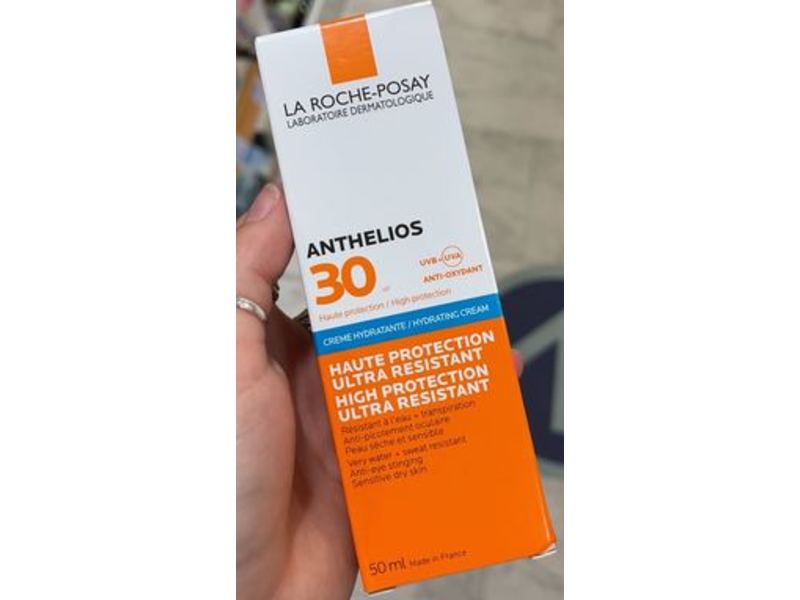 LA ROCHE-POSAY
LABORATOIRE DERMATOLOGIQUE
ANTHELIOS
30
UVB + UVA
ANTI-OXYDANT
Haute protection / High protection
CREME HYDRATANTE / HYDRATING CREAM
HAUTE PROTECTION
ULTRA RESISTANT
HIGH PROTECTION
ULTRA RESISTANT
Résistant à l'eau + transpiration
Anti-picotement oculaire
Peau sèche et sensible
Very water + sweat resistant
Anti-eye stinging
Sensitive dry skin
50 ml Made in France